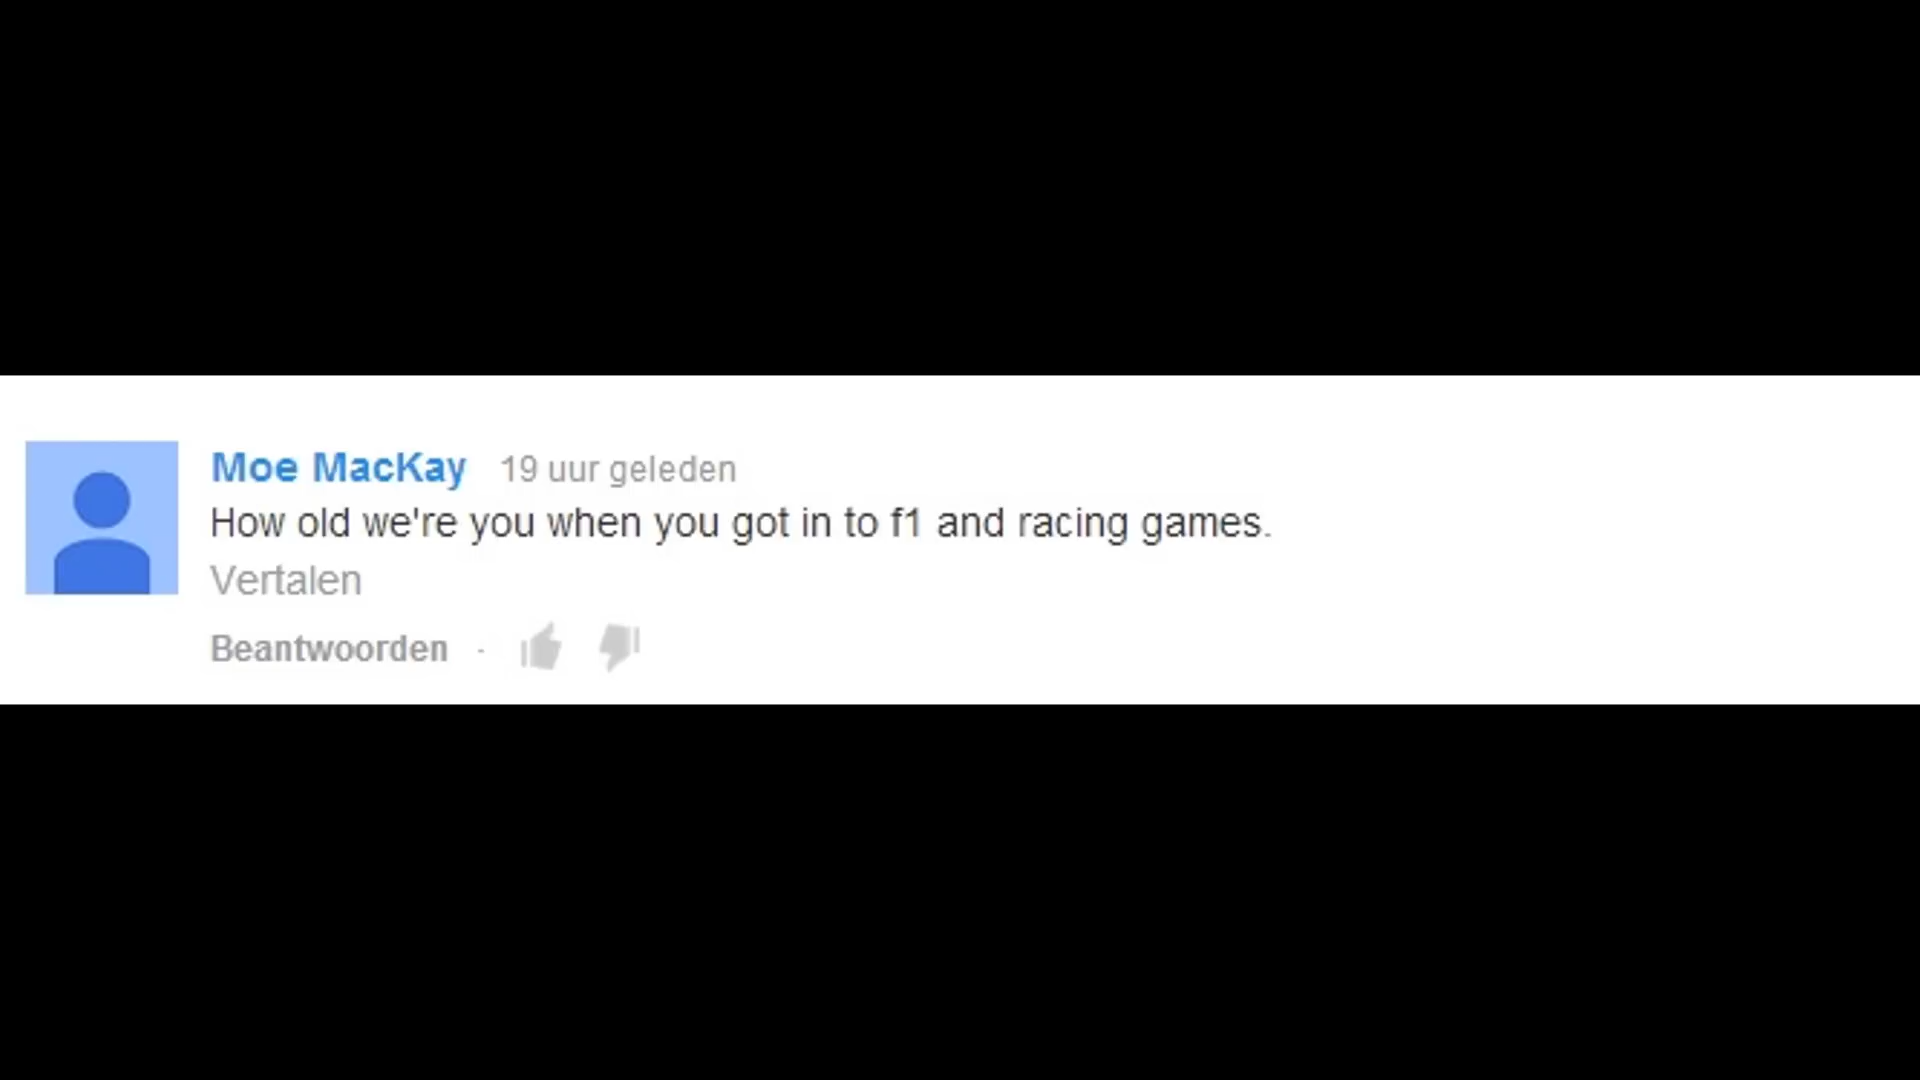 Moe MacKay 19 uur geleden
How old we're you when you got in to f1 and racing games.
Vertalen
Beantwoorden ·